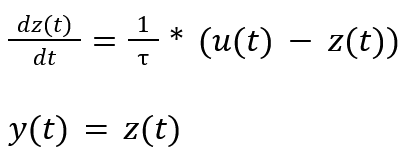 dz(t)/dt = 1/τ * (u(t) − z(t))
y(t) = z(t)